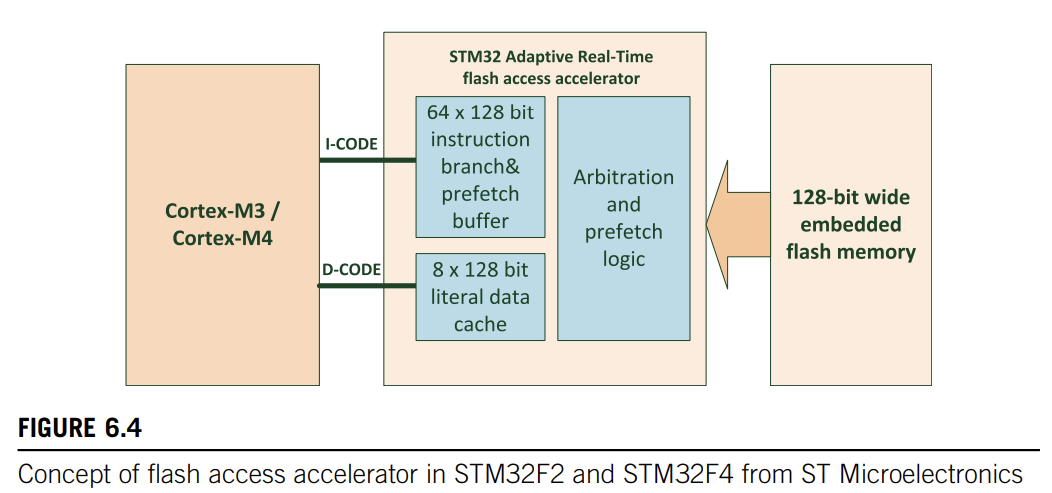 STM32 Adaptive Real-Time
flash access accelerator
64 x 128 bit
instruction
branch&
prefetch
buffer
I-CODE
Arbitration
and
prefetch
logic
Cortex-M3 /
Cortex-M4
128-bit wide
embedded
flash memory
D-CODE
8 x 128 bit
literal data
cache
FIGURE 6.4
Concept of flash access accelerator in STM32F2 and STM32F4 from ST Microelectronics